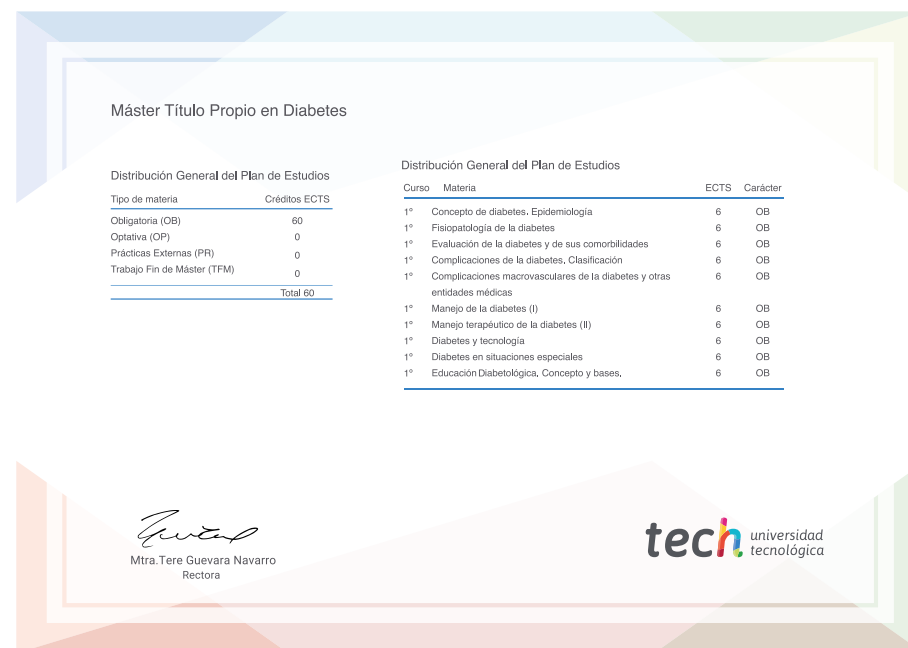 Máster Título Propio en Diabetes
Distribución General del Plan de Estudios
Tipo de materia Créditos ECTS
Obligatoria (OB) 60
Optativa (OP) 0
Prácticas Externas (PR) 0
Trabajo Fin de Máster (TFM) 0
Total 60
Distribución General del Plan de Estudios
Curso Materia ECTS Carácter
1º Concepto de diabetes. Epidemiología 6 OB
1º Fisiopatología de la diabetes 6 OB
1º Evaluación de la diabetes y de sus comorbilidades 6 OB
1º Complicaciones de la diabetes. Clasificación 6 OB
1º Complicaciones macrovasculares de la diabetes y otras 6 OB
entidades médicas
1º Manejo de la diabetes (I) 6 OB
1º Manejo terapéutico de la diabetes (II) 6 OB
1º Diabetes y tecnología 6 OB
1º Diabetes en situaciones especiales 6 OB
1º Educación Diabetológica. Concepto y bases. 6 OB
Mtra.Tere Guevara Navarro
Rectora
tech universidad
tecnológica